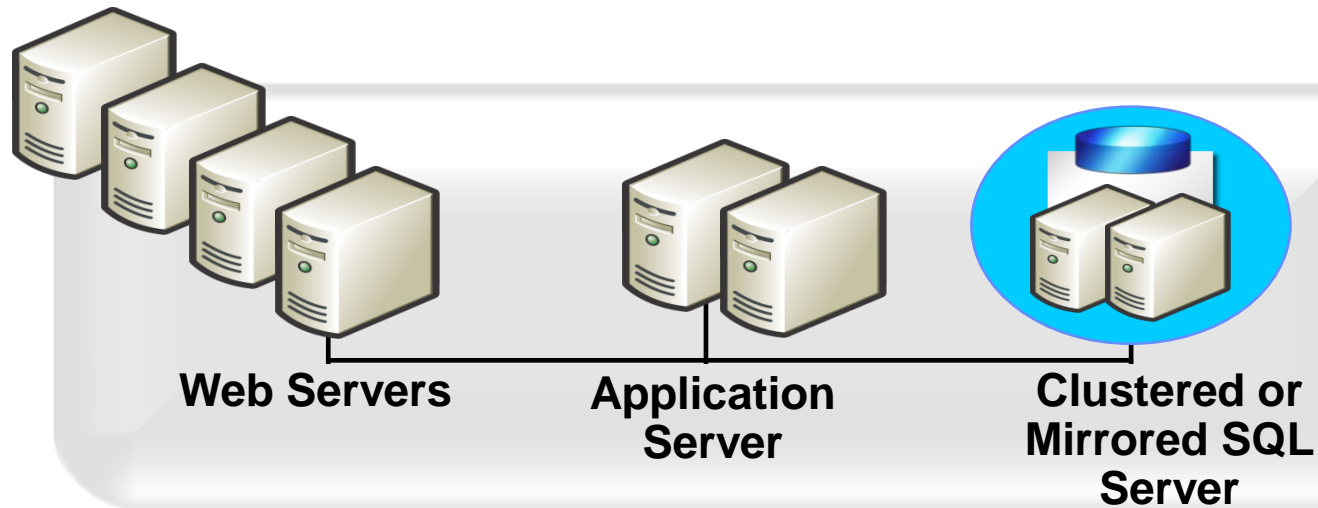 Web Servers
Application
Server
Clustered or
Mirrored SQL
Server